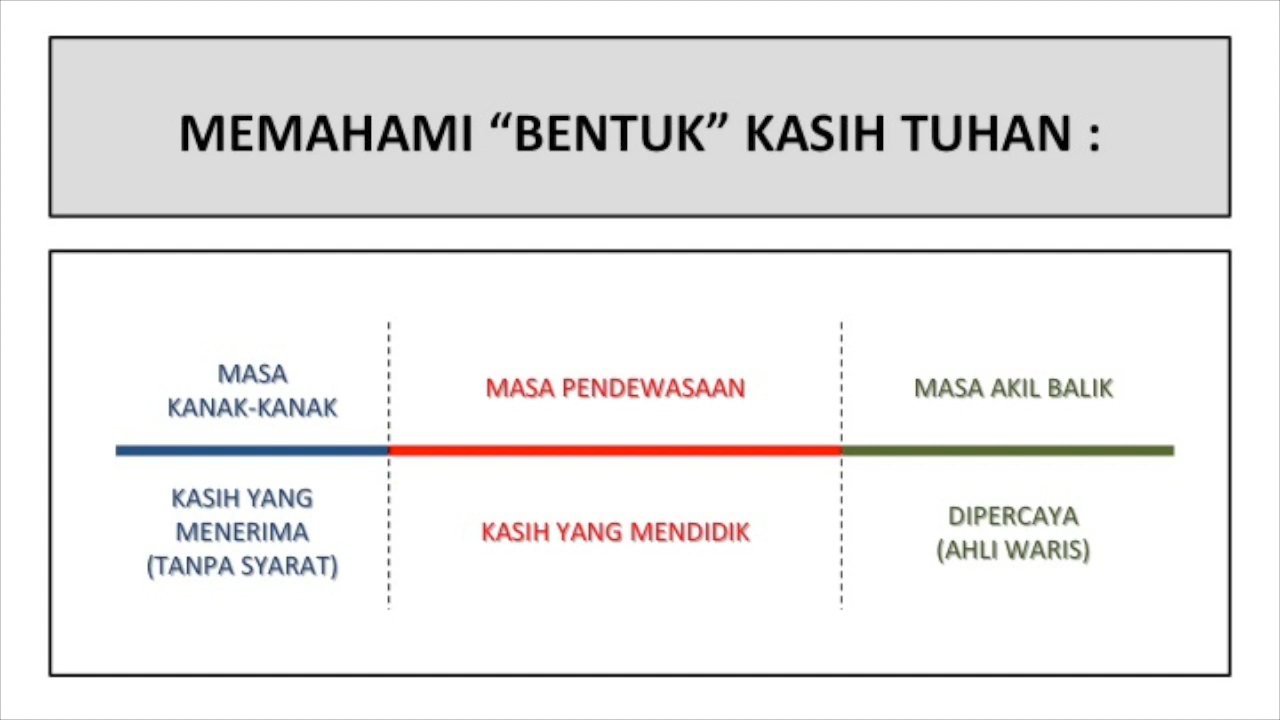 MEMAHAMI “BENTUK” KASIH TUHAN :
MASA
KANAK-KANAK
MASA PENDEWASAAN
MASA AKIL BALIK
KASIH YANG
MENERIMA
(TANPA SYARAT)
KASIH YANG MENDIDIK
DIPERCAYA
(AHLI WARIS)